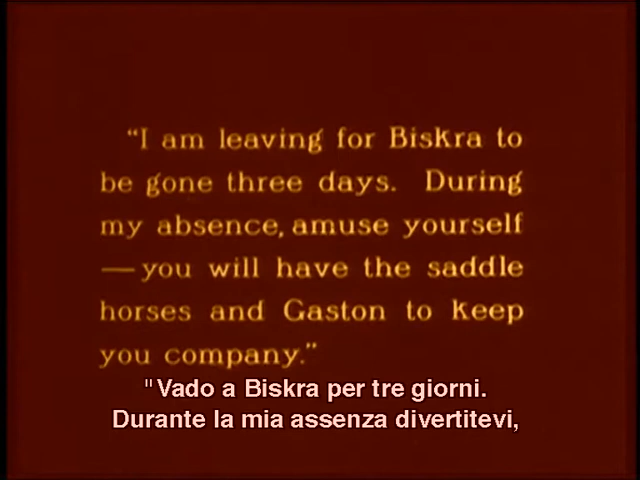 “I am leaving for Biskra to
be gone three days. During
my absence, amuse yourself
—you will have the saddle
horses and Gaston to keep
you company.”
"Vado a Biskra per tre giorni.
Durante la mia assenza divertitevi,